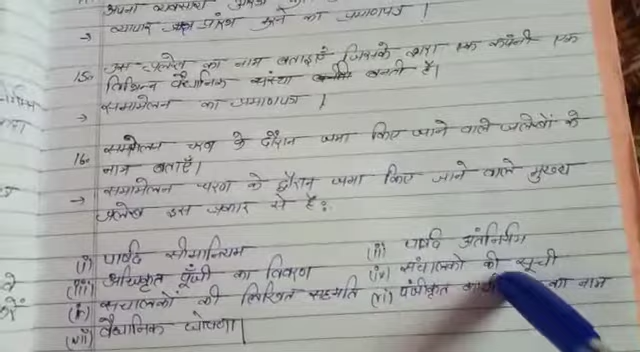 अपना व्यवसाय
→ व्यापार प्रारंभ करने का प्रमाणपत्र।
15. उस प्रलेख का नाम बताइएँ जिसके द्वारा एक कंपनी एक
विभिन्न वैधानिक संस्था बनती है।
→ समामेलन का प्रमाणपत्र।
16. समामेलन चरण के दौरान जमा किए जाने वाले प्रलेखों के
नाम बताएँ।
→ समामेलन चरण के दौरान जमा किए जाने वाले मुख्य
प्रलेख इस प्रकार से है:
(i) पार्षद सीमानियम (ii) पार्षद अंतर्नियम
(iii) अधिकृत पूँजी का विवरण (iv) संचालको की सूची
(v) संचालकों की लिखित सहमति (vi) पंजीकृत का नाम
(vii) वैधानिक घोषणा।